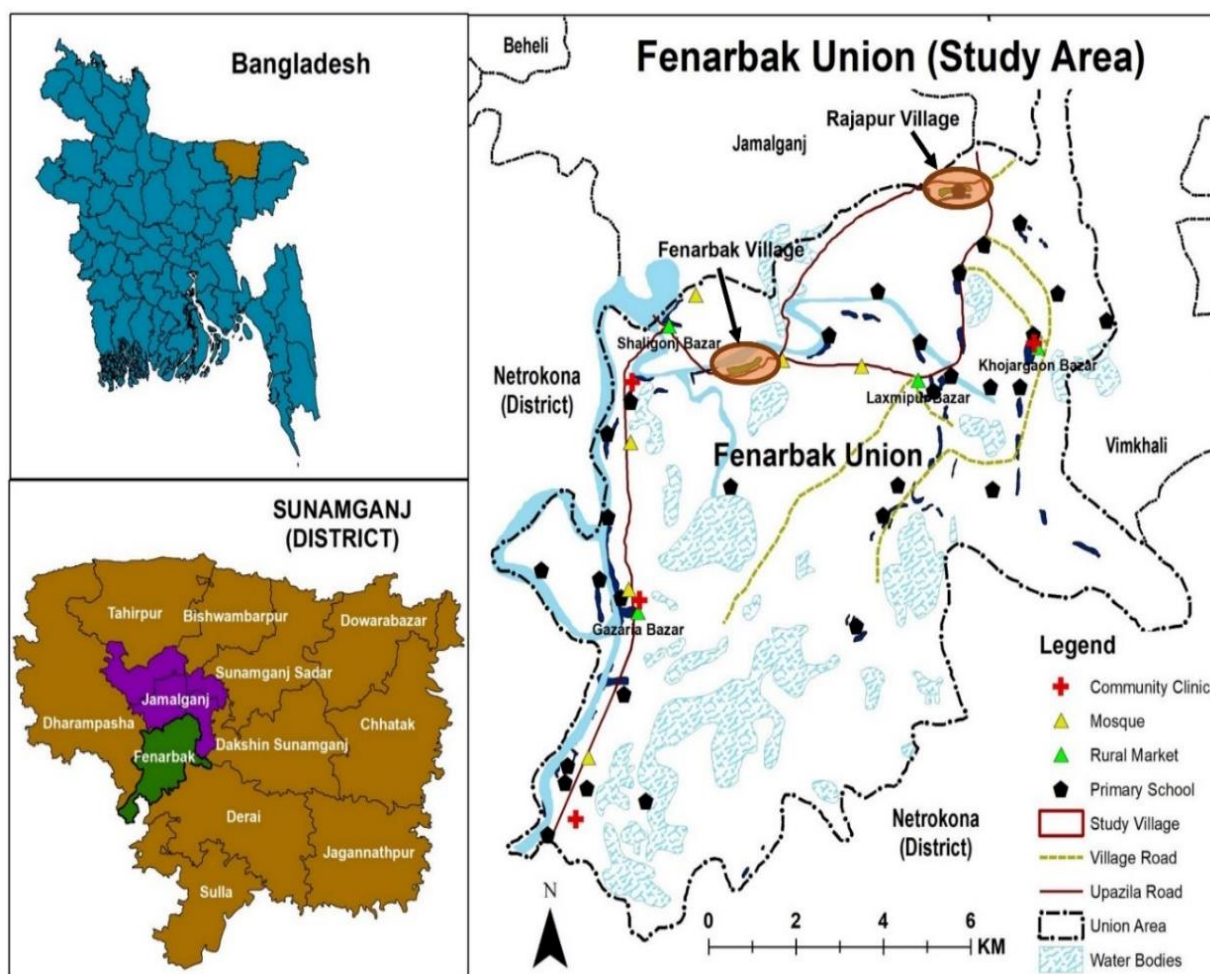 Bangladesh
SUNAMGANJ
(DISTRICT)
Tahirpur
Bishwambarpur
Dowarabazar
Sunamganj Sadar
Jamalganj
Dharampasha
Chhatak
Dakshin Sunamganj
Fenarbak
Derai
Jagannathpur
Sulla
Beheli
Fenarbak Union (Study Area)
Rajapur Village
Jamalganj
Fenarbak Village
Shaligonj Bazar
Khojargaon Bazar
Netrokona
(District)
Laxmipur Bazar
Vimkhali
Fenarbak Union
Gazaria Bazar
Netrokona
(District)
N
0 2 4 6
KM
Legend
Community Clinic
Mosque
Rural Market
Primary School
Study Village
Village Road
Upazila Road
Union Area
Water Bodies